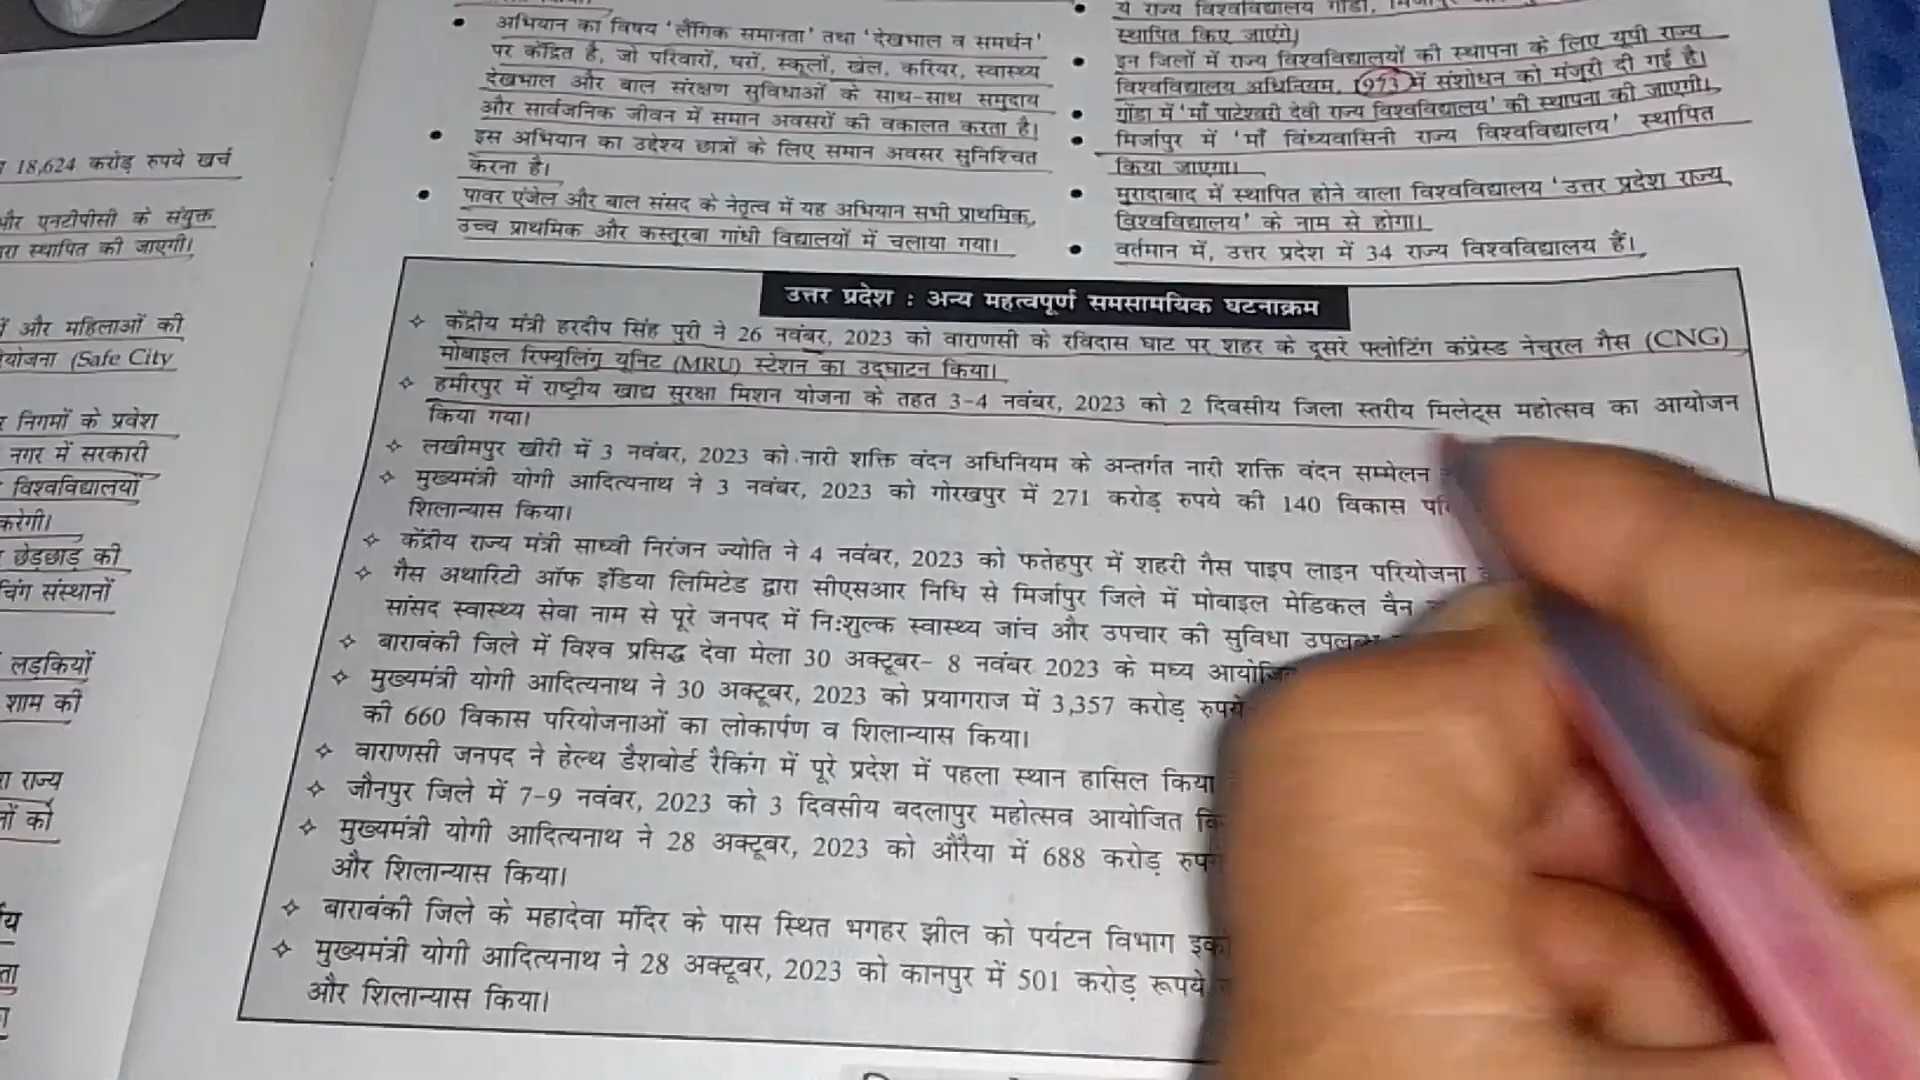 18,624 करोड़ रुपये खर्च
और एनटीपीसी के संयुक्त
स्थापित की जाएगी।
और महिलाओं की
(Safe City
निगमों के प्रवेश
नगर में सरकारी
विश्वविद्यालयों
करेगी।
छेड़छाड़ की
संस्थानों
लड़कियों
शाम की
राज्य
अभियान का विषय 'लैंगिक समानता' तथा 'देखभाल व समर्थन'
पर केंद्रित है, जो परिवारों, घरों, स्कूलों, खेल, करियर, स्वास्थ्य
देखभाल और बाल संरक्षण सुविधाओं के साथ-साथ समुदाय
और सार्वजनिक जीवन में समान अवसरों की वकालत करता है।
इस अभियान का उद्देश्य छात्रों के लिए समान अवसर सुनिश्चित
करना है।
पावर एंजेल और बाल संसद के नेतृत्व में यह अभियान सभी प्राथमिक,
उच्च प्राथमिक और कस्तूरबा गांधी विद्यालयों में चलाया गया।
ये राज्य विश्वविद्यालय गोंडा,
स्थापित किए जाएंगे।
इन जिलों में राज्य विश्वविद्यालयों की स्थापना के लिए यूपी राज्य
विश्वविद्यालय अधिनियम, 1973 में संशोधन को मंजूरी दी गई है।
गोंडा में 'माँ पाटेश्वरी देवी राज्य विश्वविद्यालय' की स्थापना की जाएगी।
मिर्जापुर में 'माँ विंध्यवासिनी राज्य विश्वविद्यालय' स्थापित
किया जाएगा।
मुरादाबाद में स्थापित होने वाला विश्वविद्यालय 'उत्तर प्रदेश राज्य
विश्वविद्यालय' के नाम से होगा।
वर्तमान में, उत्तर प्रदेश में 34 राज्य विश्वविद्यालय हैं।
उत्तर प्रदेश : अन्य महत्वपूर्ण समसामयिक घटनाक्रम
केंद्रीय मंत्री हरदीप सिंह पुरी ने 26 नवंबर, 2023 को वाराणसी के रविदास घाट पर शहर के दूसरे फ्लोटिंग कंप्रेस्ड नेचुरल गैस (CNG)
मोबाइल रिफ्यूलिंग यूनिट (MRU) स्टेशन का उद्घाटन किया।
हमीरपुर में राष्ट्रीय खाद्य सुरक्षा मिशन योजना के तहत 3-4 नवंबर, 2023 को 2 दिवसीय जिला स्तरीय मिलेट्स महोत्सव का आयोजन
किया गया।
लखीमपुर खीरी में 3 नवंबर, 2023 को नारी शक्ति वंदन अधिनियम के अन्तर्गत नारी शक्ति वंदन सम्मेलन
मुख्यमंत्री योगी आदित्यनाथ ने 3 नवंबर, 2023 को गोरखपुर में 271 करोड़ रुपये की 140 विकास
शिलान्यास किया।
केंद्रीय राज्य मंत्री साध्वी निरंजन ज्योति ने 4 नवंबर, 2023 को फतेहपुर में शहरी गैस पाइप लाइन परियोजना
गैस अथारिटी ऑफ इंडिया लिमिटेड द्वारा सीएसआर निधि से मिर्जापुर जिले में मोबाइल मेडिकल वैन
सांसद स्वास्थ्य सेवा नाम से पूरे जनपद में नि:शुल्क स्वास्थ्य जांच और उपचार की सुविधा
बाराबंकी जिले में विश्व प्रसिद्ध देवा मेला 30 अक्टूबर- 8 नवंबर 2023 के मध्य
मुख्यमंत्री योगी आदित्यनाथ ने 30 अक्टूबर, 2023 को प्रयागराज में 3,357 करोड़ रुपये
की 660 विकास परियोजनाओं का लोकार्पण व शिलान्यास किया।
वाराणसी जनपद ने हेल्थ डैशबोर्ड रैकिंग में पूरे प्रदेश में पहला स्थान हासिल किया
जौनपुर जिले में 7-9 नवंबर, 2023 को 3 दिवसीय बदलापुर महोत्सव आयोजित
मुख्यमंत्री योगी आदित्यनाथ ने 28 अक्टूबर, 2023 को औरैया में 688 करोड़
और शिलान्यास किया।
बाराबंकी जिले के महादेवा मंदिर के पास स्थित भगहर झील को पर्यटन विभाग
मुख्यमंत्री योगी आदित्यनाथ ने 28 अक्टूबर, 2023 को कानपुर में 501 करोड़ रूपये
और शिलान्यास किया।